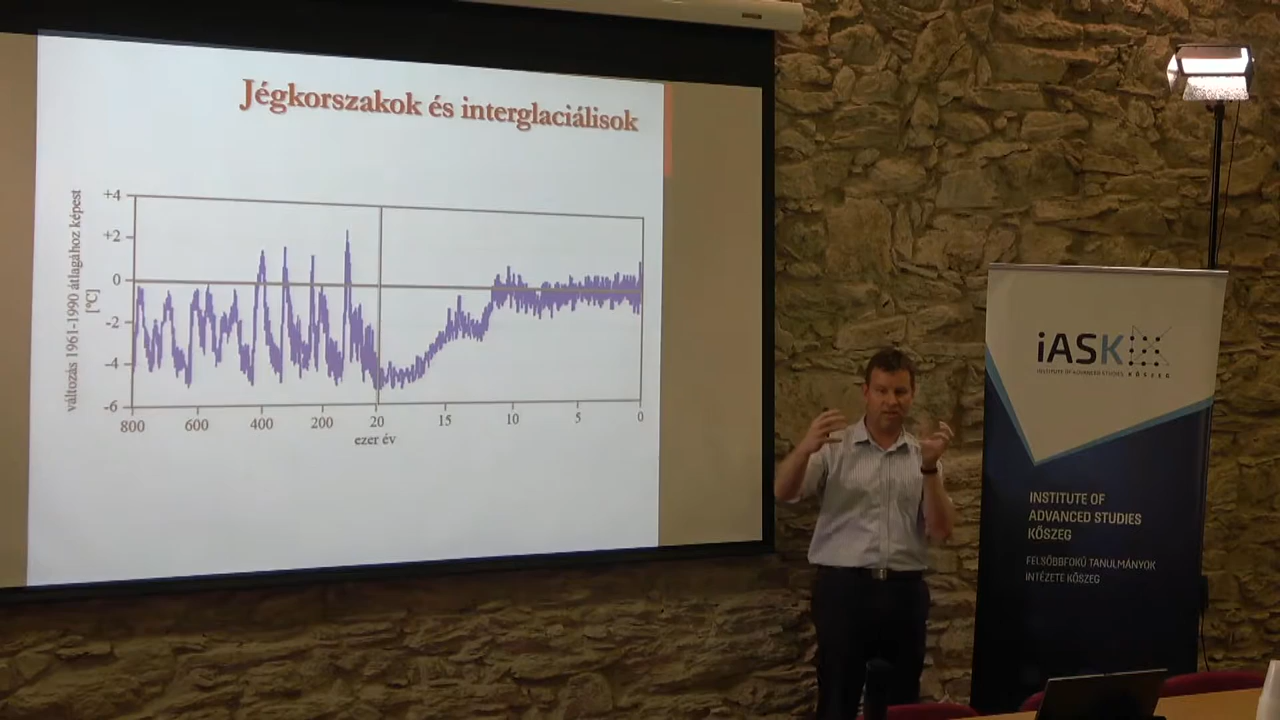 Jégkorszakok és interglaciálisok
változás 1961-1990 átlagához képest
[°C]
+4
+2
0
-2
-4
-6
800 600 400 200 20 15 10 5 0
ezer év
iASK
INSTITUTE OF ADVANCED STUDIES KŐSZEG
INSTITUTE OF
ADVANCED STUDIES
KŐSZEG
FELSŐBBFOKÚ TANULMÁNYOK
INTÉZETE KŐSZEG